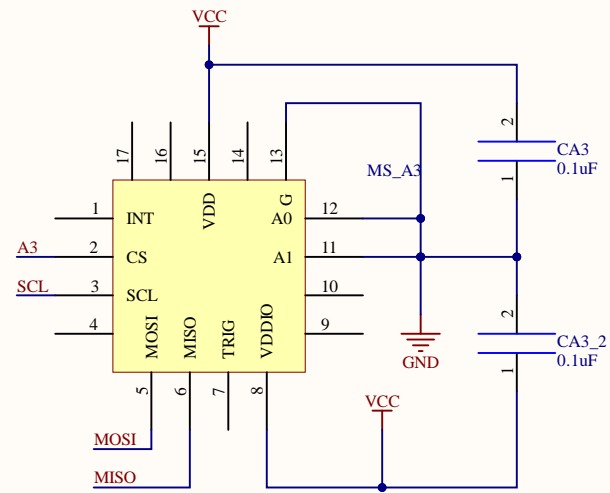 VCC
17
16
15
14
13
VDD
G
MS_A3
2
CA3
0.1uF
1
1
INT
A0
12
A3
2
CS
A1
11
SCL
3
SCL
10
4
9
MOSI
MISO
TRIG
VDDIO
5
6
7
8
GND
2
CA3_2
0.1uF
1
VCC
MOSI
MISO